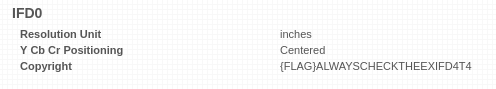 IFD0
Resolution Unit inches
Y Cb Cr Positioning Centered
Copyright {FLAG}ALWAYSCHECKTHEEXIFD4T4